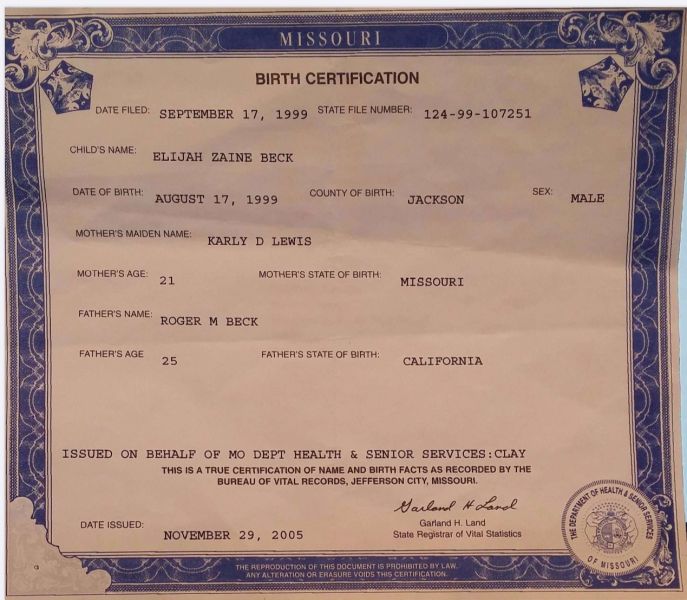 MISSOURI
BIRTH CERTIFICATION
DATE FILED: SEPTEMBER 17, 1999 STATE FILE NUMBER: 124-99-107251
CHILD'S NAME: ELIJAH ZAINE BECK
DATE OF BIRTH: AUGUST 17, 1999 COUNTY OF BIRTH: JACKSON SEX: MALE
MOTHER'S MAIDEN NAME: KARLY D LEWIS
MOTHER'S AGE: 21 MOTHER'S STATE OF BIRTH: MISSOURI
FATHER'S NAME: ROGER M BECK
FATHER'S AGE 25 FATHER'S STATE OF BIRTH: CALIFORNIA
ISSUED ON BEHALF OF MO DEPT HEALTH & SENIOR SERVICES:CLAY
THIS IS A TRUE CERTIFICATION OF NAME AND BIRTH FACTS AS RECORDED BY THE
BUREAU OF VITAL RECORDS, JEFFERSON CITY, MISSOURI.
Garland H Land
Garland H. Land
DATE ISSUED: NOVEMBER 29, 2005 State Registrar of Vital Statistics
THE DEPARTMENT OF HEALTH & SENIOR SERVICES
OF MISSOURI
THE REPRODUCTION OF THIS DOCUMENT IS PROHIBITED BY LAW.
ANY ALTERATION OR ERASURE VOIDS THIS CERTIFICATION.